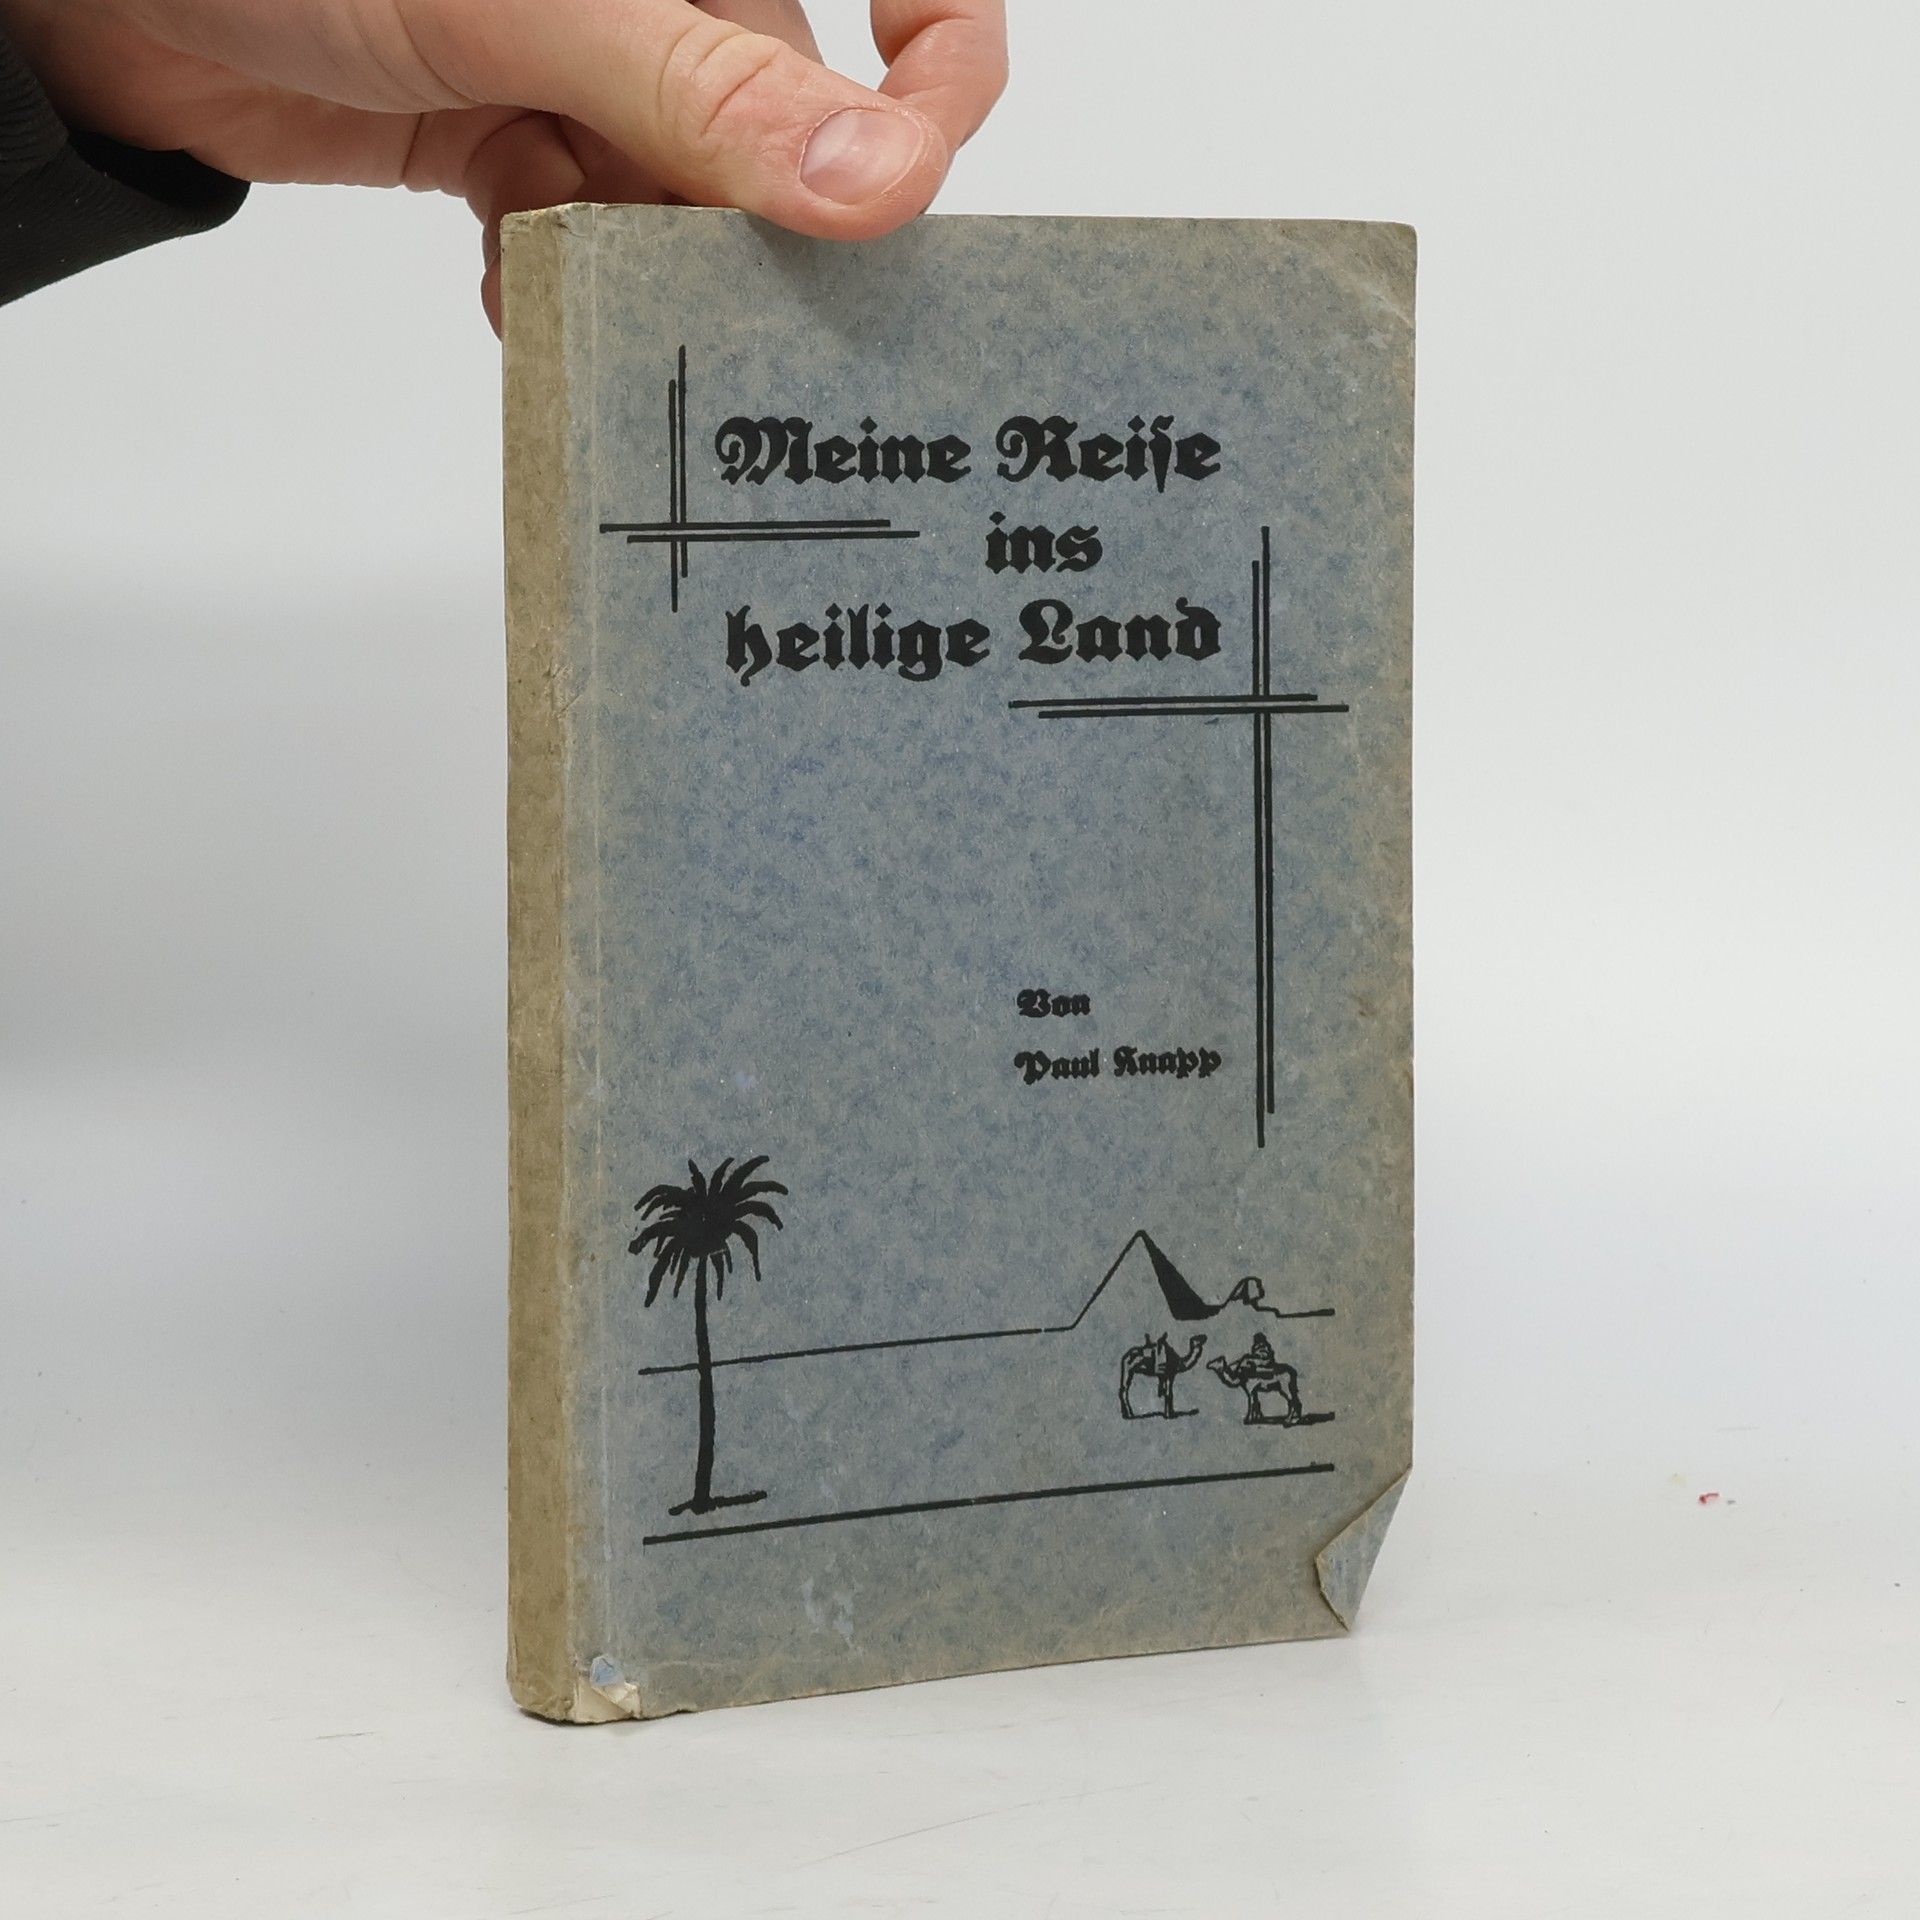 Meine Reiſe
ins
heilige Land
Von
Paul Knapp